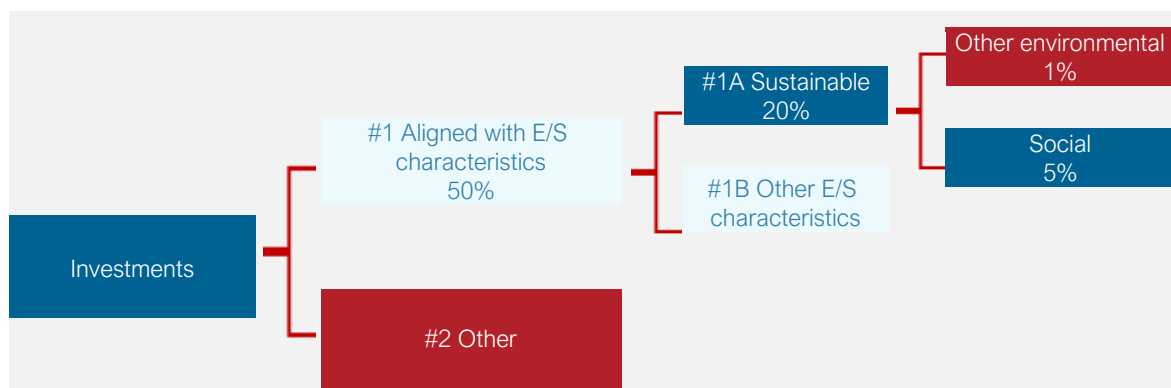 Investments
#1 Aligned with E/S
characteristics
50%
#2 Other
#1A Sustainable
20%
#1B Other E/S
characteristics
Other environmental
1%
Social
5%